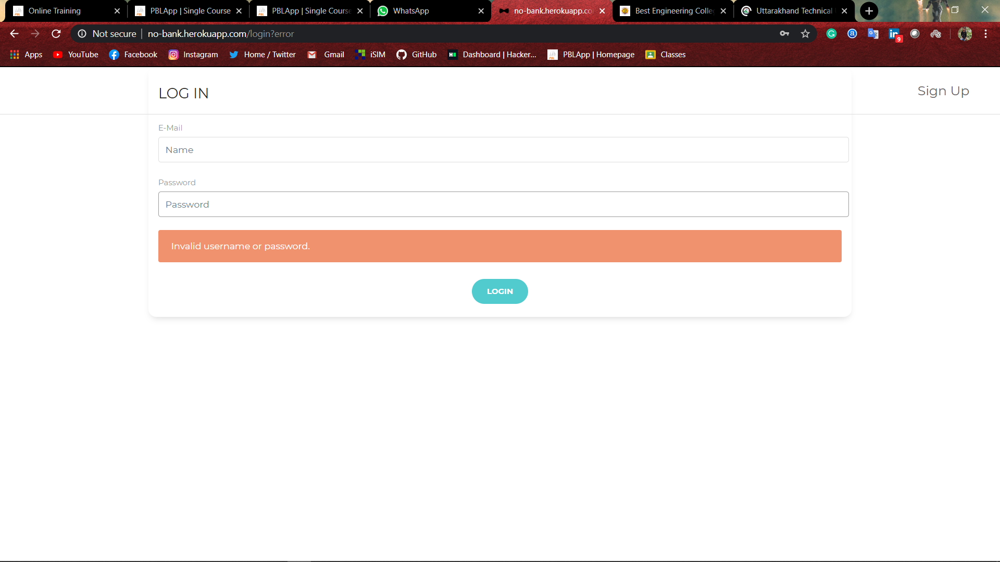 Online Training
PBLApp | Single Course
PBLApp | Single Course
WhatsApp
no-bank.herokuapp.co
Best Engineering Colle
Uttarakhand Technical
Not secure | no-bank.herokuapp.com/login?error
9
Apps
YouTube
Facebook
Instagram
Home / Twitter
Gmail
iSIM
GitHub
Dashboard | Hacker...
PBLApp | Homepage
Classes
LOG IN
Sign Up
E-Mail
Name
Password
Password
Invalid username or password.
LOGIN